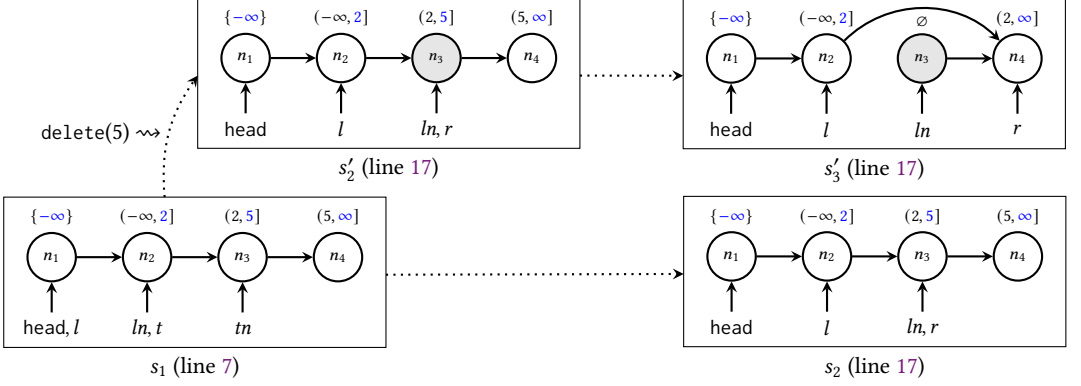 {−∞} (−∞, 2] (2, 5] (5, ∞]
n₁ n₂ n₃ n₄
head l ln, r
s₂′ (line 17)
{−∞} (−∞, 2] ∅ (2, ∞]
n₁ n₂ n₃ n₄
head l ln r
s₃′ (line 17)
delete(5) ⇝
{−∞} (−∞, 2] (2, 5] (5, ∞]
n₁ n₂ n₃ n₄
head, l ln, t tn
s₁ (line 7)
{−∞} (−∞, 2] (2, 5] (5, ∞]
n₁ n₂ n₃ n₄
head l ln, r
s₂ (line 17)